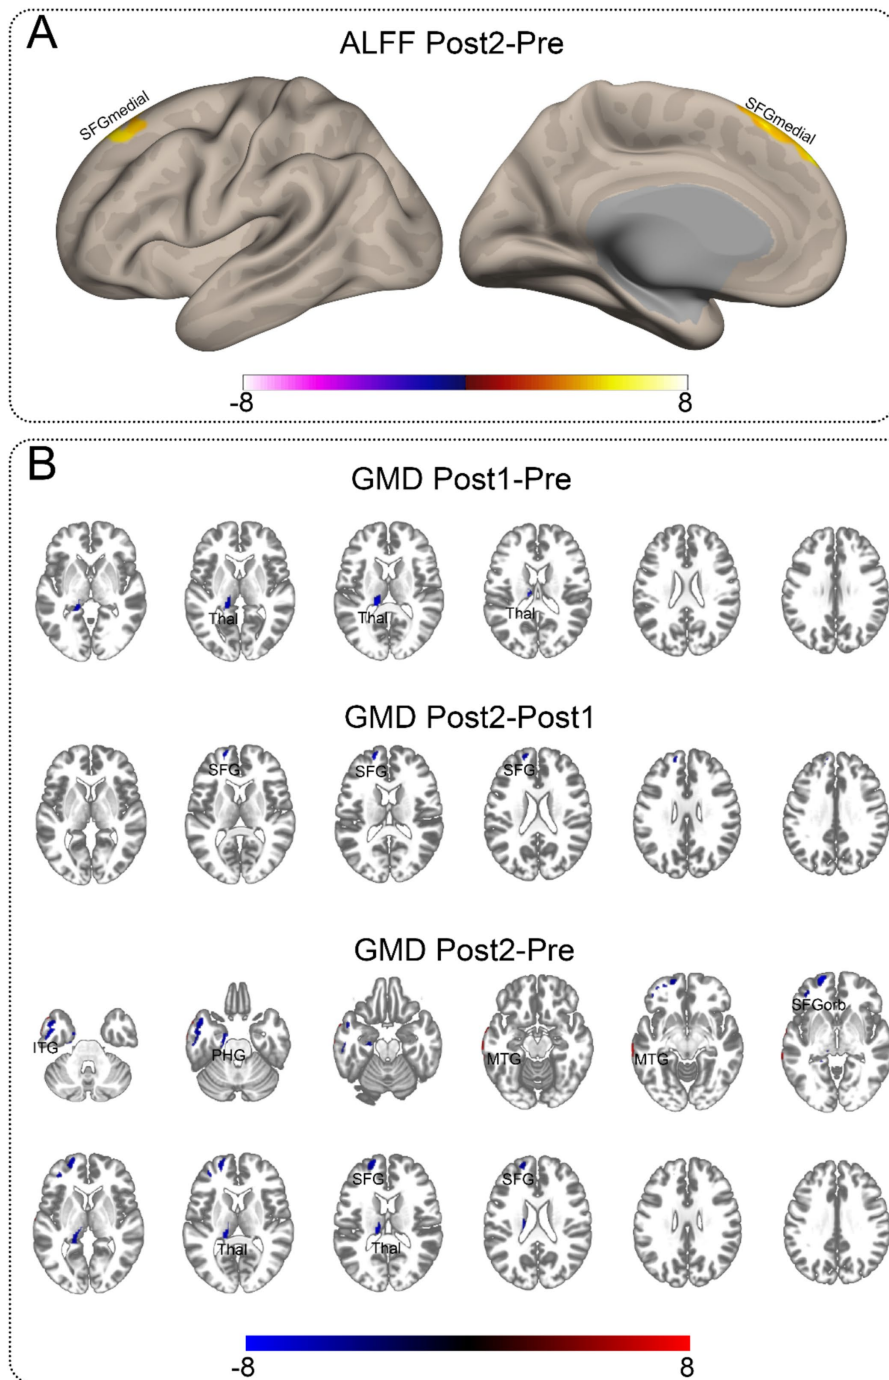 A
ALFF Post2-Pre
SFGmedial
SFGmedial
-8
8
B
GMD Post1-Pre
Thal
Thal
Thal
GMD Post2-Post1
SFG
SFG
SFG
GMD Post2-Pre
ITG
PHG
MTG
MTG
SFGorb
Thal
SFG
Thal
SFG
-8
8